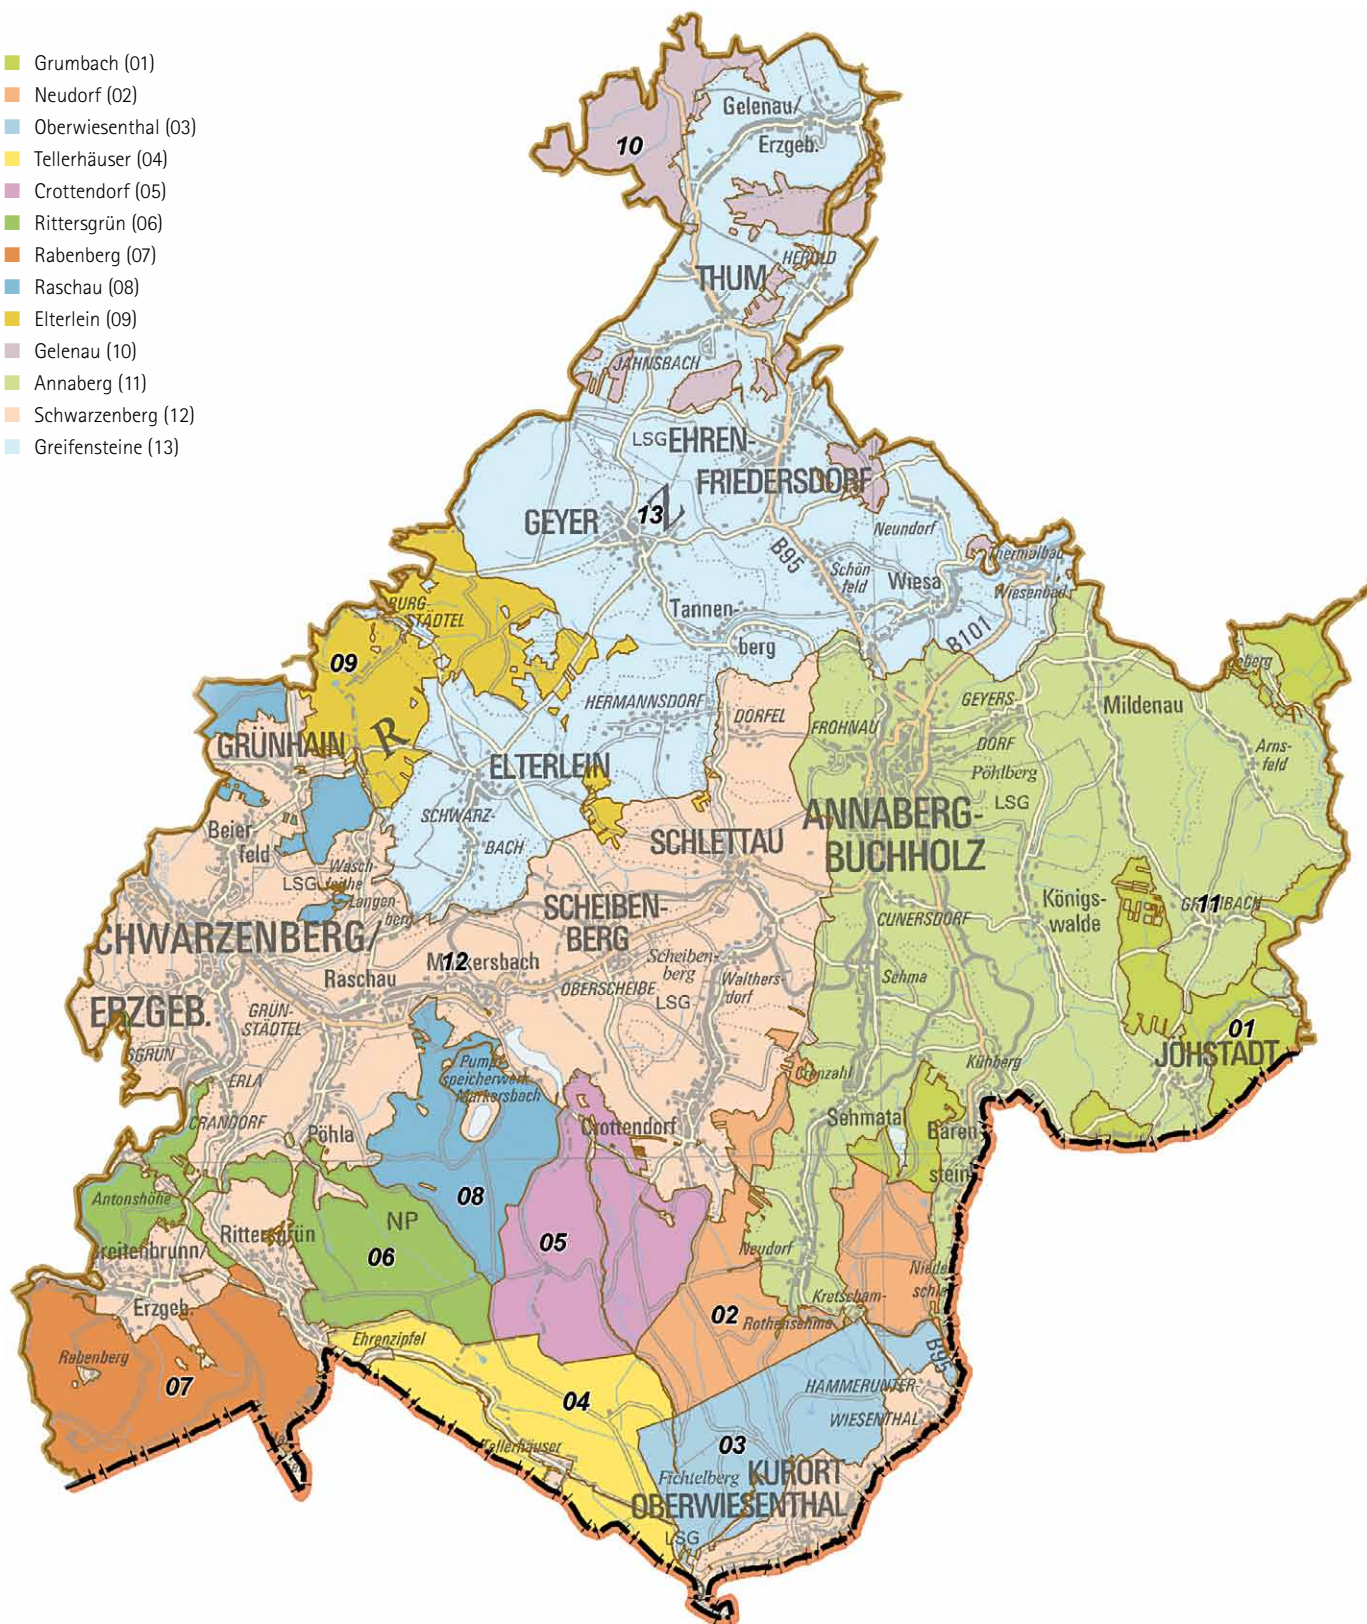 Grumbach (01)
Neudorf (02)
Oberwiesenthal (03)
Tellerhäuser (04)
Crottendorf (05)
Rittersgrün (06)
Rabenberg (07)
Raschau (08)
Elterlein (09)
Gelenau (10)
Annaberg (11)
Schwarzenberg (12)
Greifensteine (13)
Gelenau/
Erzgeb.
10
HEROLD
THUM
JAHNSBACH
LSG
EHREN-
FRIEDERSDORF
GEYER
13
B95
Neundorf
Schön
feld
Wiesa
Thermalbad
Wiesenbad
Tannen-
berg
B101
BURG-
STÄDTEL
09
R
HERMANNSDORF
DÖRFEL
FROHNAU
GEYERS
DORF
Mildenau
Arns-
feld
GRÜNHAIN
ELTERLEIN
Pöhlberg
LSG
SCHWARZ-
BACH
Beier
feld
LSG
Langen
berg
SCHLETTAU
ANNABERG-
BUCHHOLZ
SCHEIBEN-
BERG
CUNERSDORF
Königs-
walde
11
CHWARZENBERG/
ERZGEB.
Raschau
12
OBERSCHEIBE
Scheiben-
berg
LSG
Walthers-
dorf
Sehma
GRÜN-
STÄDTEL
SGRÜN
ERLA
CRANDORF
Pöhla
Pump-
speicherwerk
Markersbach
Crottendorf
Cranzahl
Sehmatal
Kühberg
Bären
stein
01
JÖHSTADT
Antonshöhe
08
NP
06
05
Rittersgrün
reitenbrunn/
Erzgeb.
Neudorf
02
Kretscham-
Rothensehma
Niede
schle
B95
Rabenberg
07
Ehrenzipfel
04
Tellerhäuser
03
HAMMERUNTER-
WIESENTHAL
Fichtelberg
KURORT
OBERWIESENTHAL
LSG